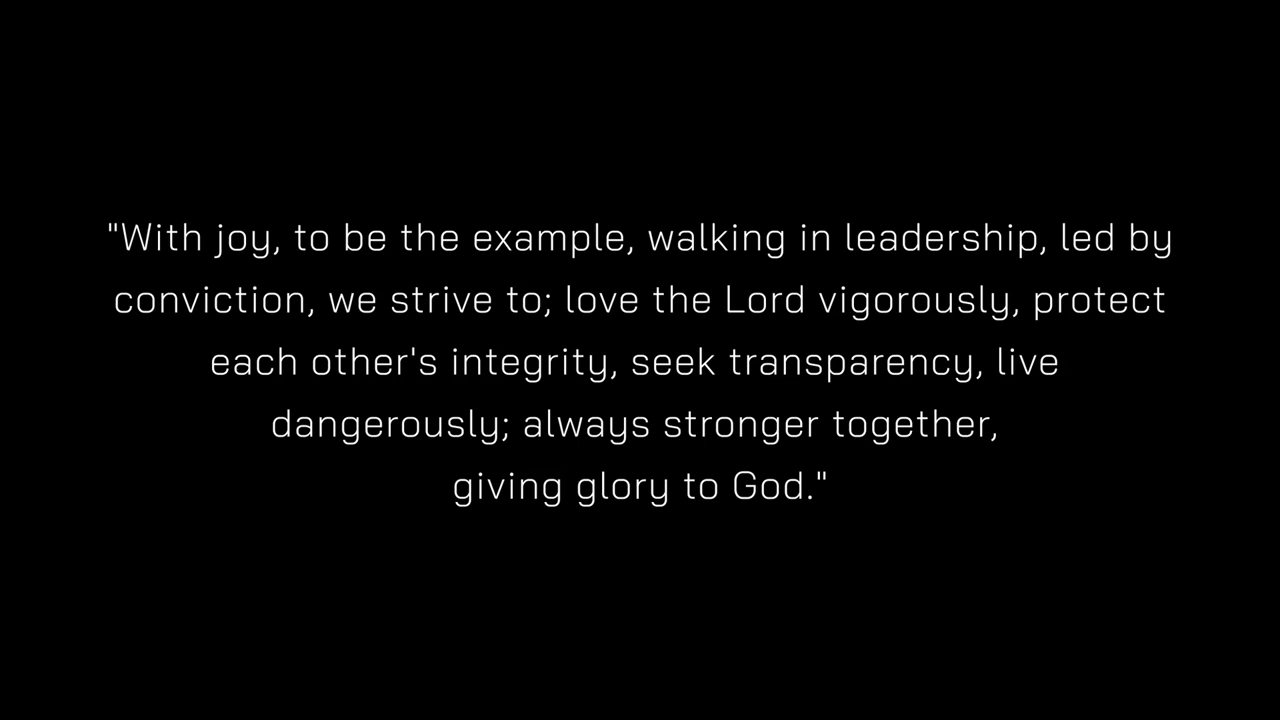 "With joy, to be the example, walking in leadership, led by
conviction, we strive to; love the Lord vigorously, protect
each other's integrity, seek transparency, live
dangerously; always stronger together,
giving glory to God."